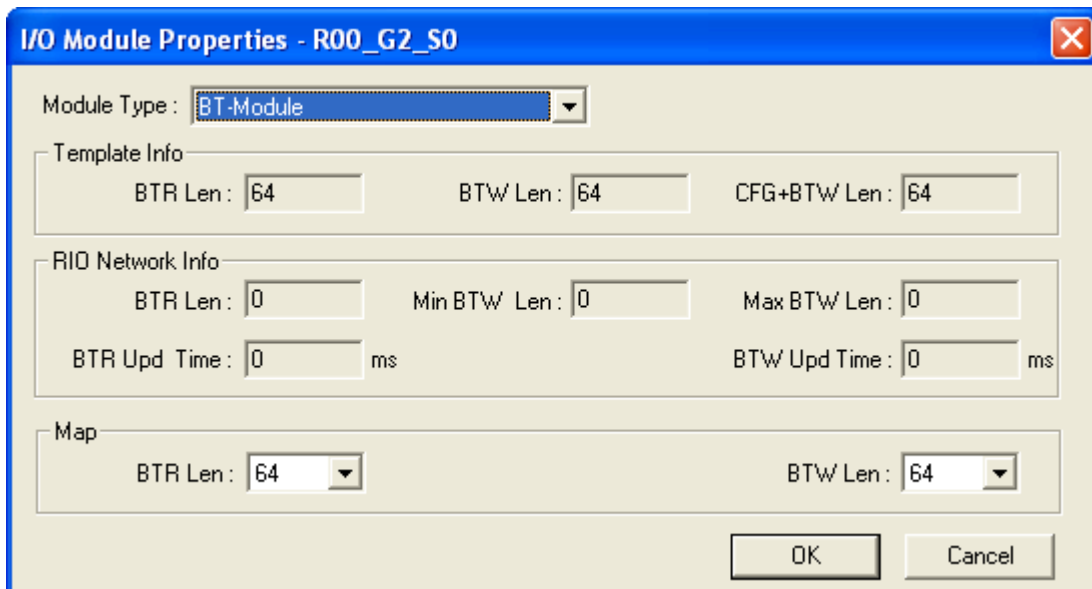 I/O Module Properties - R00_G2_S0
Module Type : BT-Module
Template Info
BTR Len : 64 BTW Len : 64 CFG+BTW Len : 64
RIO Network Info
BTR Len : 0 Min BTW Len : 0 Max BTW Len : 0
BTR Upd Time : 0 ms BTW Upd Time : 0 ms
Map
BTR Len : 64 BTW Len : 64
OK Cancel